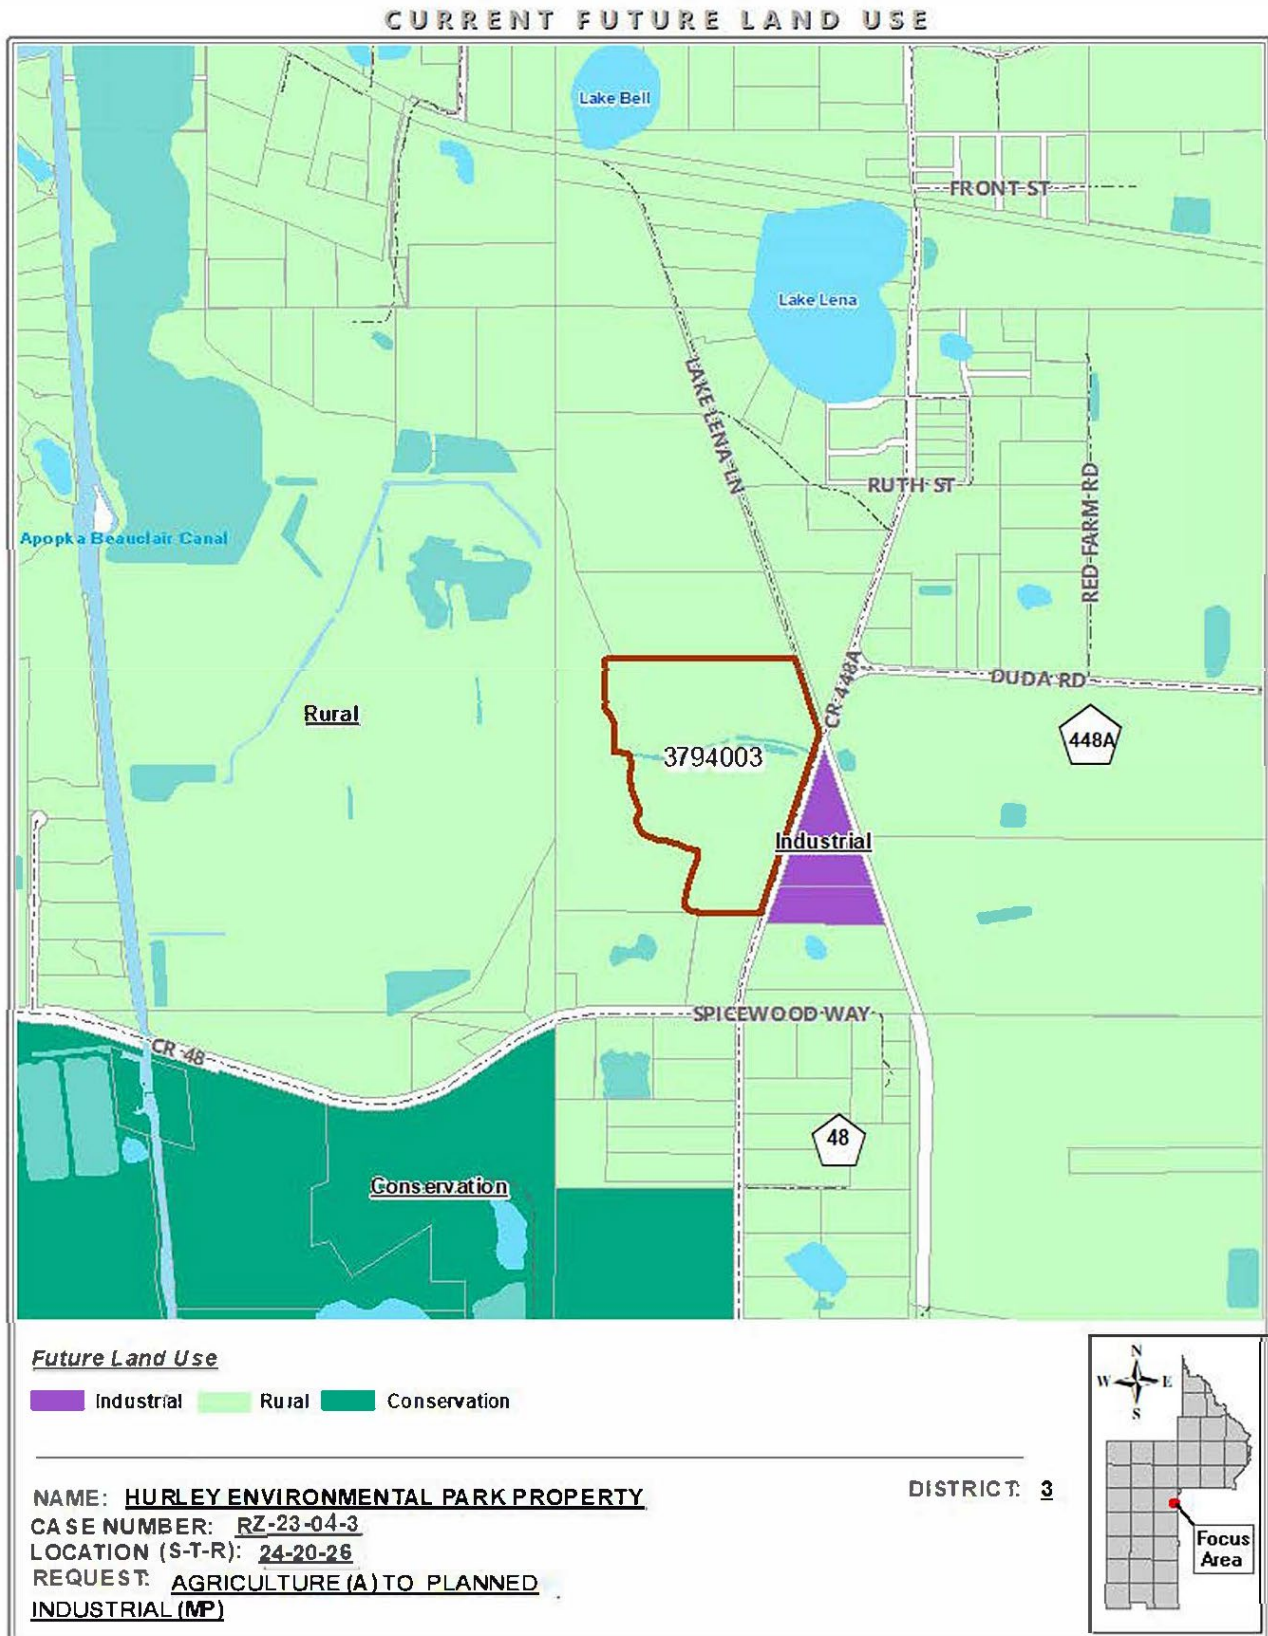 CURRENT FUTURE LAND USE
Lake Bell
FRONT ST
Lake Lena
LAKE LENA LN
RUTH ST
RED FARM RD
Apopka Beauclair Canal
CR 448A
DUDA RD
Rural
448A
3794003
Industrial
SPICEWOOD WAY
CR 48
48
Conservation
Future Land Use
Industrial Rural Conservation
N
W E
S
NAME: HURLEY ENVIRONMENTAL PARK PROPERTY
DISTRICT: 3
CASE NUMBER: RZ-23-04-3
LOCATION (S-T-R): 24-20-26
REQUEST: AGRICULTURE (A) TO PLANNED
INDUSTRIAL (MP)
Focus
Area